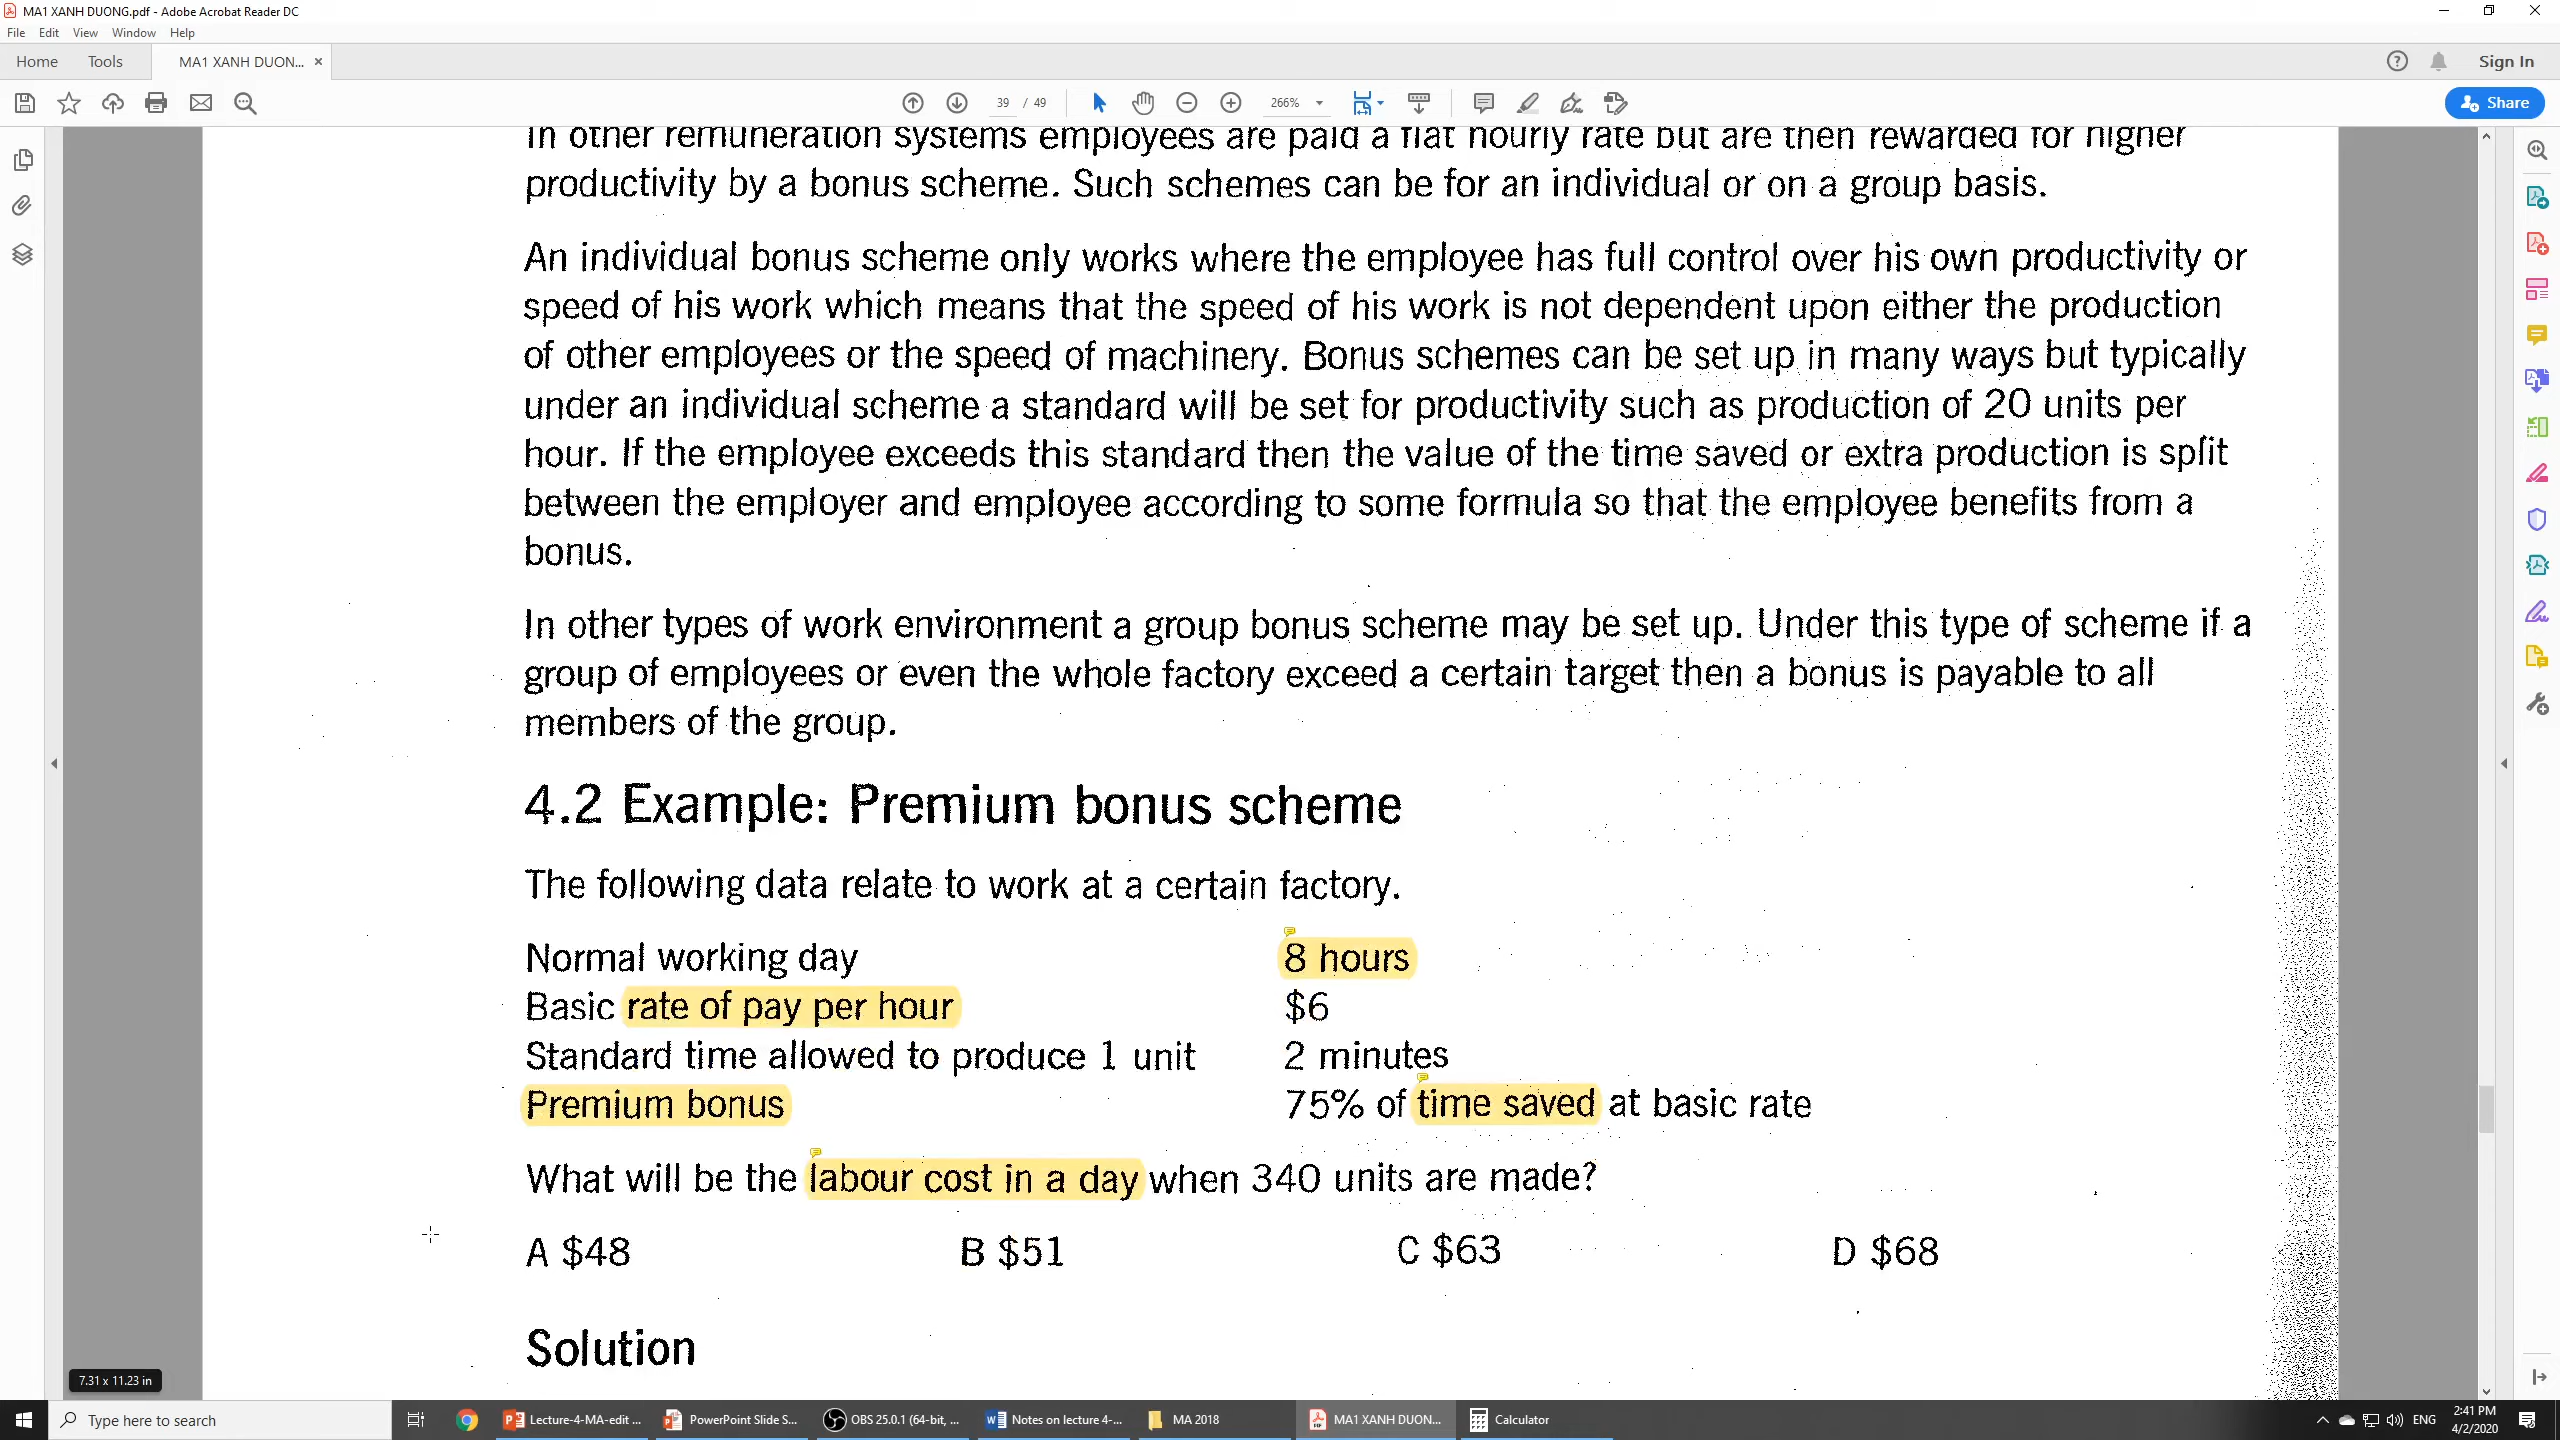 MA1 XANH DUONG.pdf - Adobe Acrobat Reader DC
File Edit View Window Help
Home Tools MA1 XANH DUON... × Sign In
39 / 49 266% Share
In other remuneration systems employees are paid a flat hourly rate but are then rewarded for higher
productivity by a bonus scheme. Such schemes can be for an individual or on a group basis.
An individual bonus scheme only works where the employee has full control over his own productivity or
speed of his work which means that the speed of his work is not dependent upon either the production
of other employees or the speed of machinery. Bonus schemes can be set up in many ways but typically
under an individual scheme a standard will be set for productivity such as production of 20 units per
hour. If the employee exceeds this standard then the value of the time saved or extra production is split
between the employer and employee according to some formula so that the employee benefits from a
bonus.
In other types of work environment a group bonus scheme may be set up. Under this type of scheme if a
group of employees or even the whole factory exceed a certain target then a bonus is payable to all
members of the group.
4.2 Example: Premium bonus scheme
The following data relate to work at a certain factory.
Normal working day 8 hours
Basic rate of pay per hour $6
Standard time allowed to produce 1 unit 2 minutes
Premium bonus 75% of time saved at basic rate
What will be the labour cost in a day when 340 units are made?
A $48 B $51 C $63 D $68
Solution
7.31 x 11.23 in
Type here to search Lecture-4-MA-edit ... PowerPoint Slide S... OBS 25.0.1 (64-bit, ... Notes on lecture 4-... MA 2018 MA1 XANH DUON... Calculator ENG 2:41 PM
4/2/2020